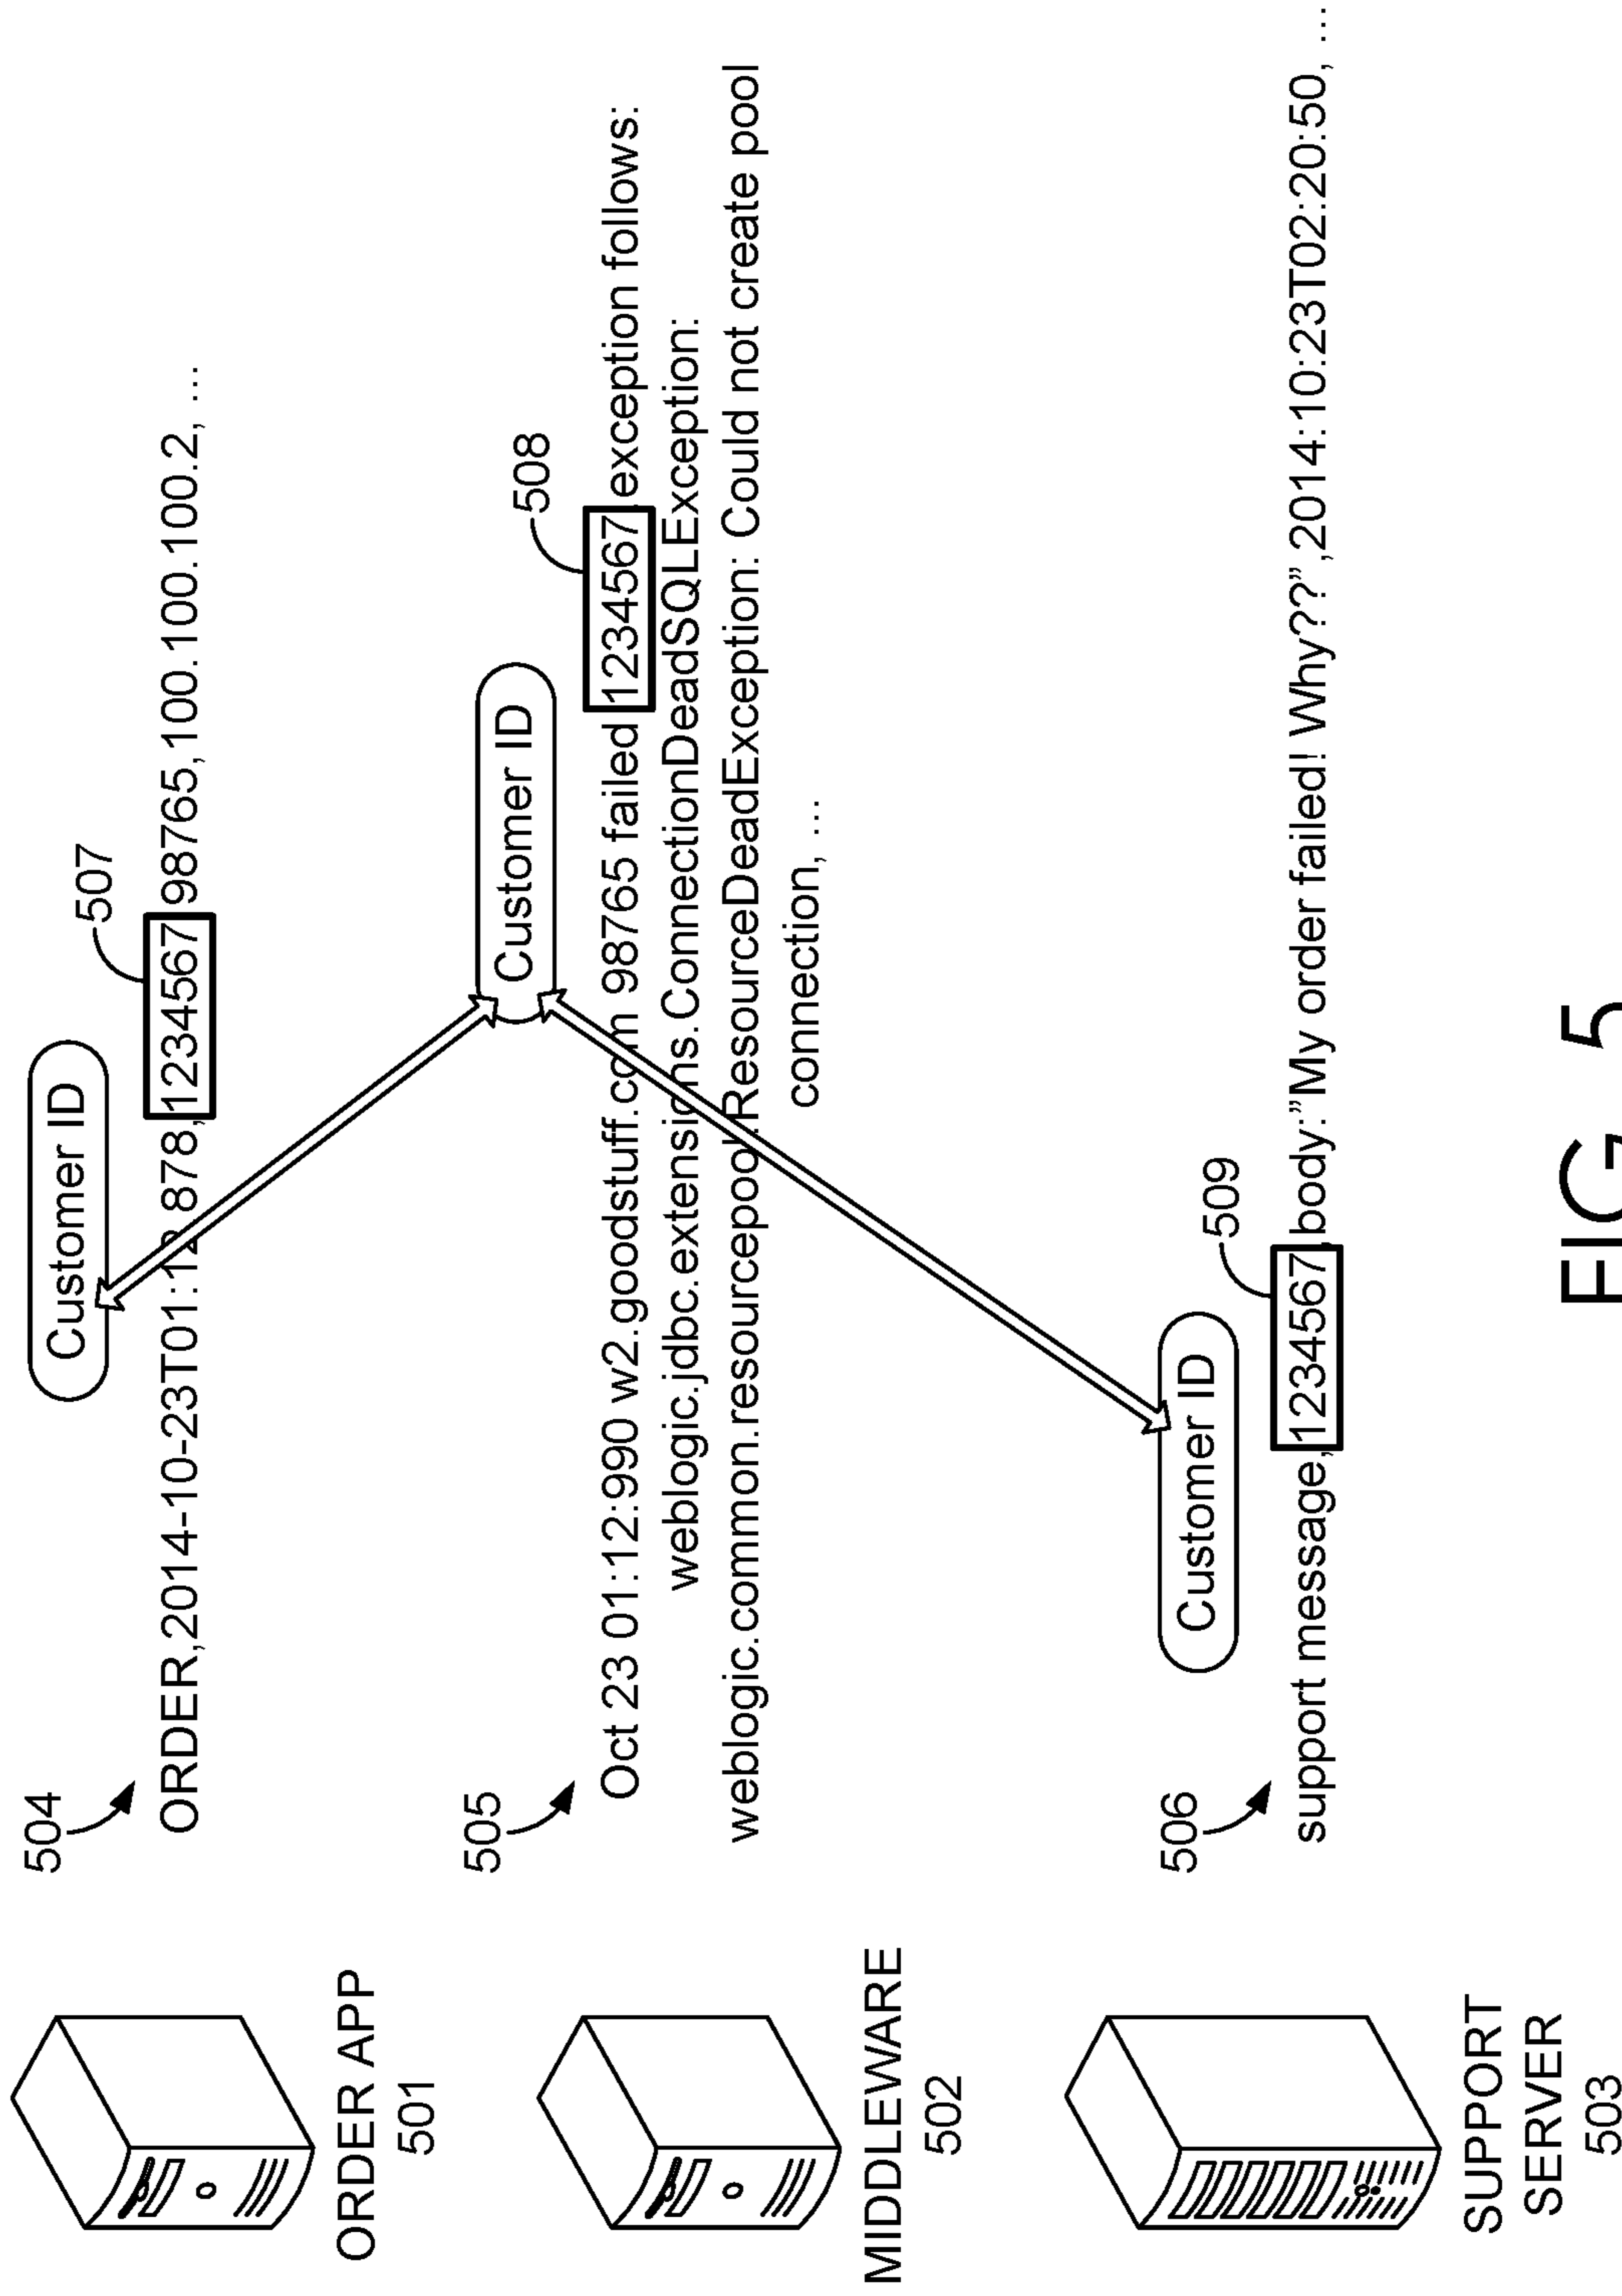 504
Customer ID
507
ORDER,2014-10-23T01:12.878,1234567 98765,100.100.100.2, …
ORDER APP
501
505
Customer ID
508
Oct 23 01:12:990 w2.goodstuff.com 98765 failed 1234567 exception follows:
weblogic.jdbc.extensions.ConnectionDeadSQLException:
weblogic.common.resourcepool.ResourceDeadException: Could not create pool
connection, …
MIDDLEWARE
502
506
Customer ID
509
support message,1234567 body:”My order failed! Why??”,2014:10:23T02:20:50, …
SUPPORT
SERVER
503
FIG. 5